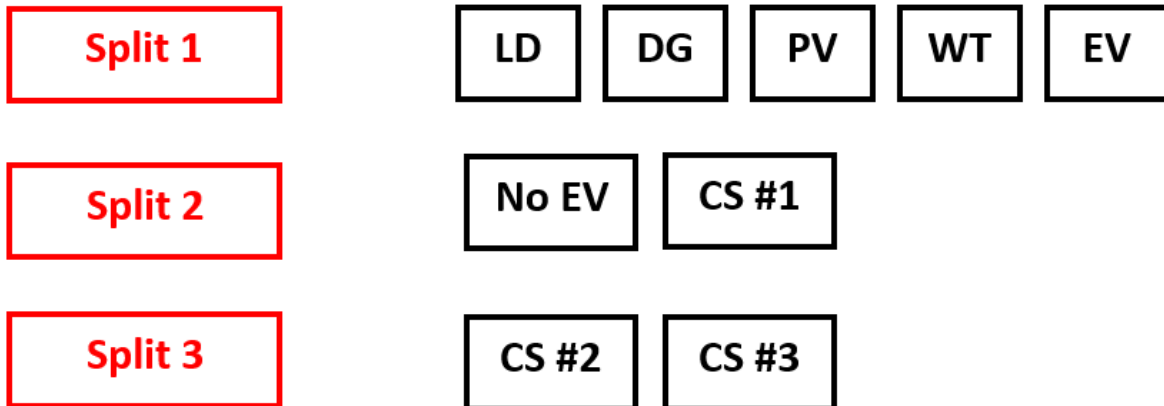 Split 1 LD DG PV WT EV
Split 2 No EV CS #1
Split 3 CS #2 CS #3